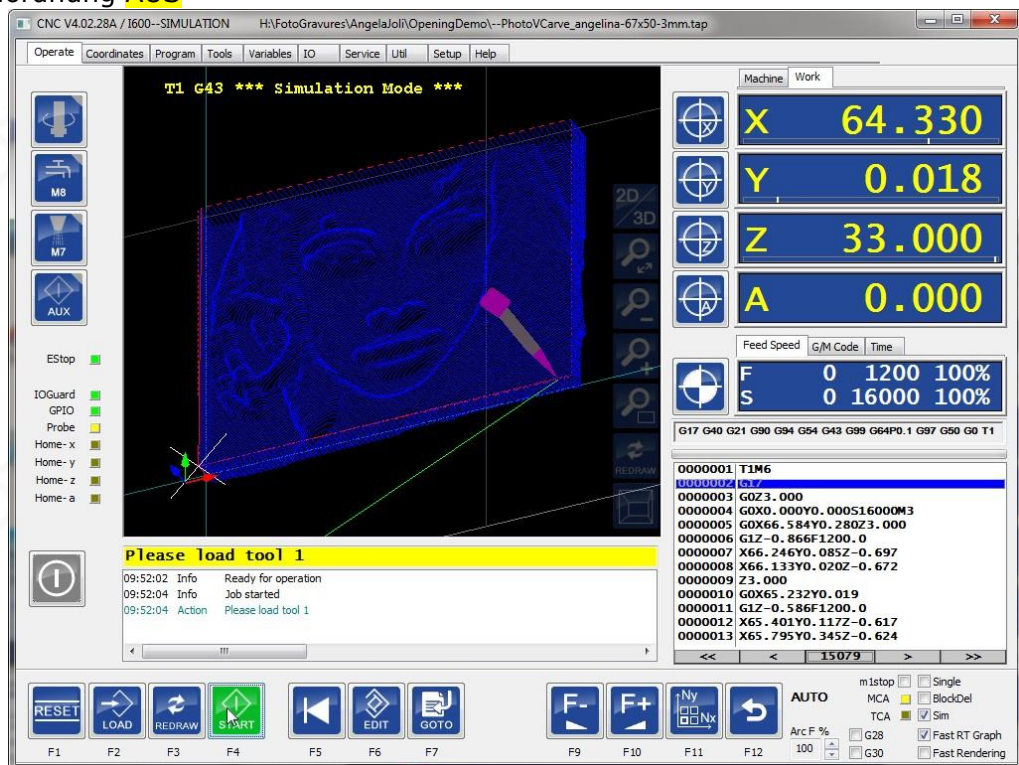 AUS
CNC V4.02.28A / I600--SIMULATION H:\FotoGravures\AngelaJoli\OpeningDemo\--PhotoVCarve_angelina-67x50-3mm.tap
Operate Coordinates Program Tools Variables IO Service Util Setup Help
T1 G43 *** Simulation Mode ***
M8
M7
AUX
EStop
IOGuard
GPIO
Probe
Home-x
Home-y
Home-z
Home-a
2D/3D
REDRAW
Machine Work
X 64.330
Y 0.018
Z 33.000
A 0.000
Feed Speed G/M Code Time
F 0 1200 100%
S 0 16000 100%
G17 G40 G21 G90 G94 G54 G43 G99 G64P0.1 G97 G50 G0 T1
0000001 T1M6
0000002 G17
0000003 G0Z3.000
0000004 G0X0.000Y0.000S16000M3
0000005 G0X66.584Y0.280Z3.000
0000006 G1Z-0.866F1200.0
0000007 X66.246Y0.085Z-0.697
0000008 X66.133Y0.020Z-0.672
0000009 Z3.000
0000010 G0X65.232Y0.019
0000011 G1Z-0.586F1200.0
0000012 X65.401Y0.117Z-0.617
0000013 X65.795Y0.345Z-0.624
<< < 15079 > >>
Please load tool 1
09:52:02 Info Ready for operation
09:52:04 Info Job started
09:52:04 Action Please load tool 1
RESET LOAD REDRAW START EDIT GOTO F- F+ Ny Nx
F1 F2 F3 F4 F5 F6 F7 F9 F10 F11 F12
AUTO
Arc F %
100
m1stop Single
MCA BlockDel
TCA Sim
G28 Fast RT Graph
G30 Fast Rendering